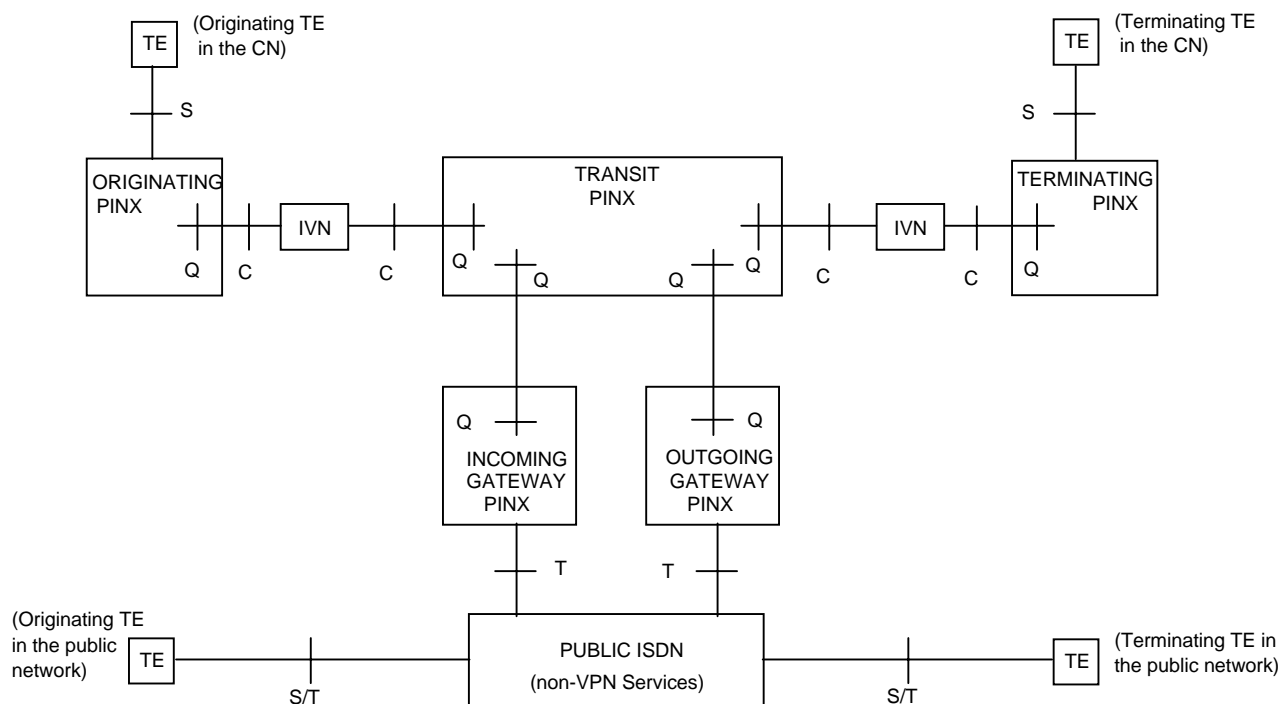 (Originating TE
in the CN)
TE
(Terminating TE
in the CN)
TE
S
S
ORIGINATING
PINX
TRANSIT
PINX
TERMINATING
PINX
IVN
IVN
Q
C
C
Q
Q
Q
Q
C
C
Q
Q
Q
INCOMING
GATEWAY
PINX
OUTGOING
GATEWAY
PINX
T
T
(Originating TE
in the public
network)
TE
PUBLIC ISDN
(non-VPN Services)
TE
(Terminating TE in
the public network)
S/T
S/T